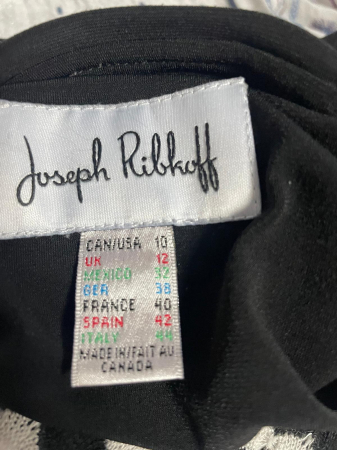 Joseph Ribkoff
CAN/USA 10
UK 12
MEXICO 32
GER 38
FRANCE 40
SPAIN 42
ITALY 44
MADE IN/FAIT AU
CANADA